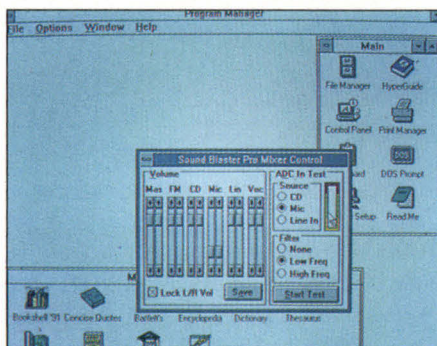 Program Manager
File Options Window Help
Main
File Manager HyperGuide
Control Panel Print Manager
DOS Prompt
Setup Read Me
Sound Blaster Pro Mixer Control
Volume
Mas FM CD Mic Lin Voc
Lock L/R Vol Save
ADC In Test
Source
CD
Mic
Line In
Filter
None
Low Freq
High Freq
Start Test
M
Bookshelf '91 Concise Quotes Bartlett's Encyclopedia Dictionary Thesaurus